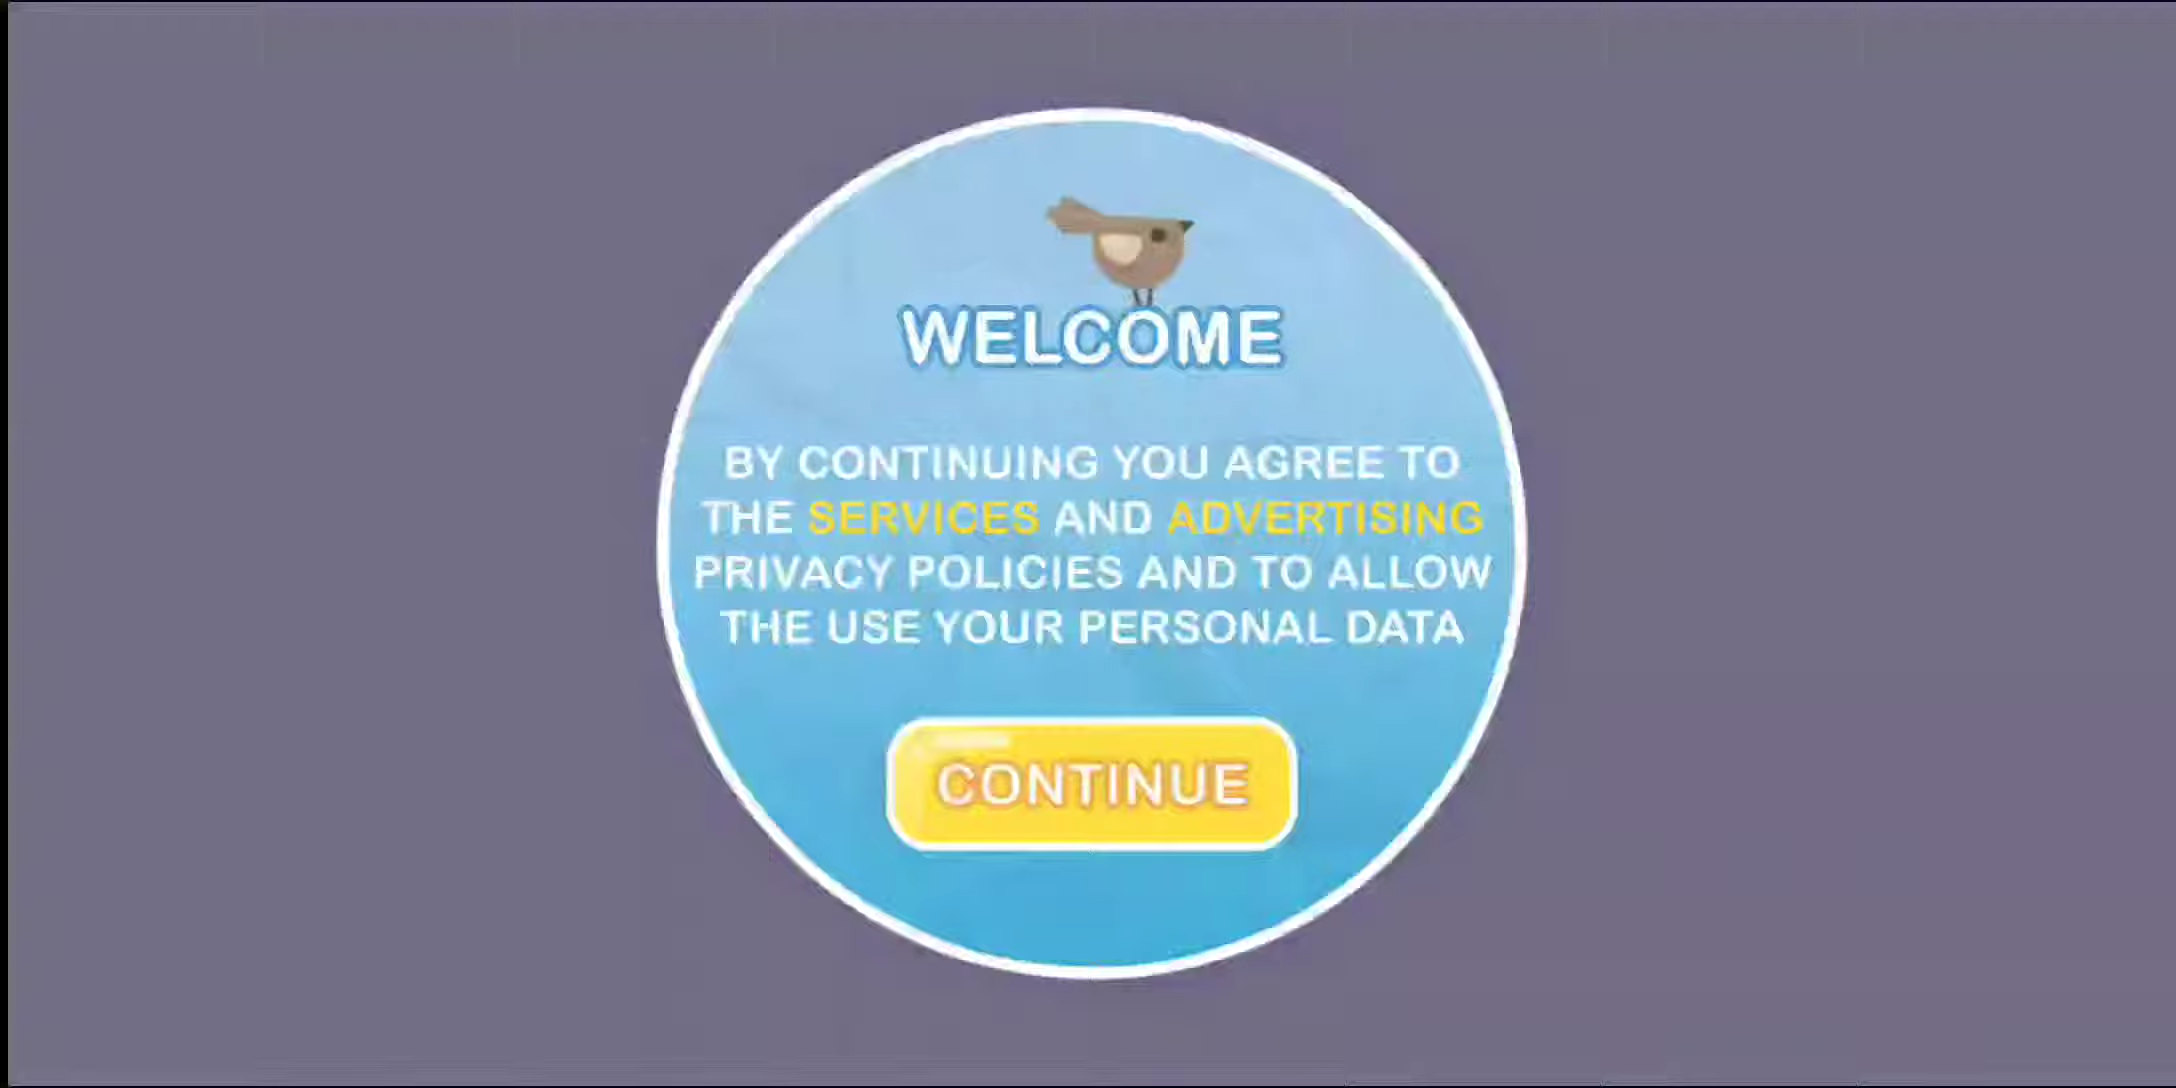 WELCOME
BY CONTINUING YOU AGREE TO
THE SERVICES AND ADVERTISING
PRIVACY POLICIES AND TO ALLOW
THE USE YOUR PERSONAL DATA
CONTINUE